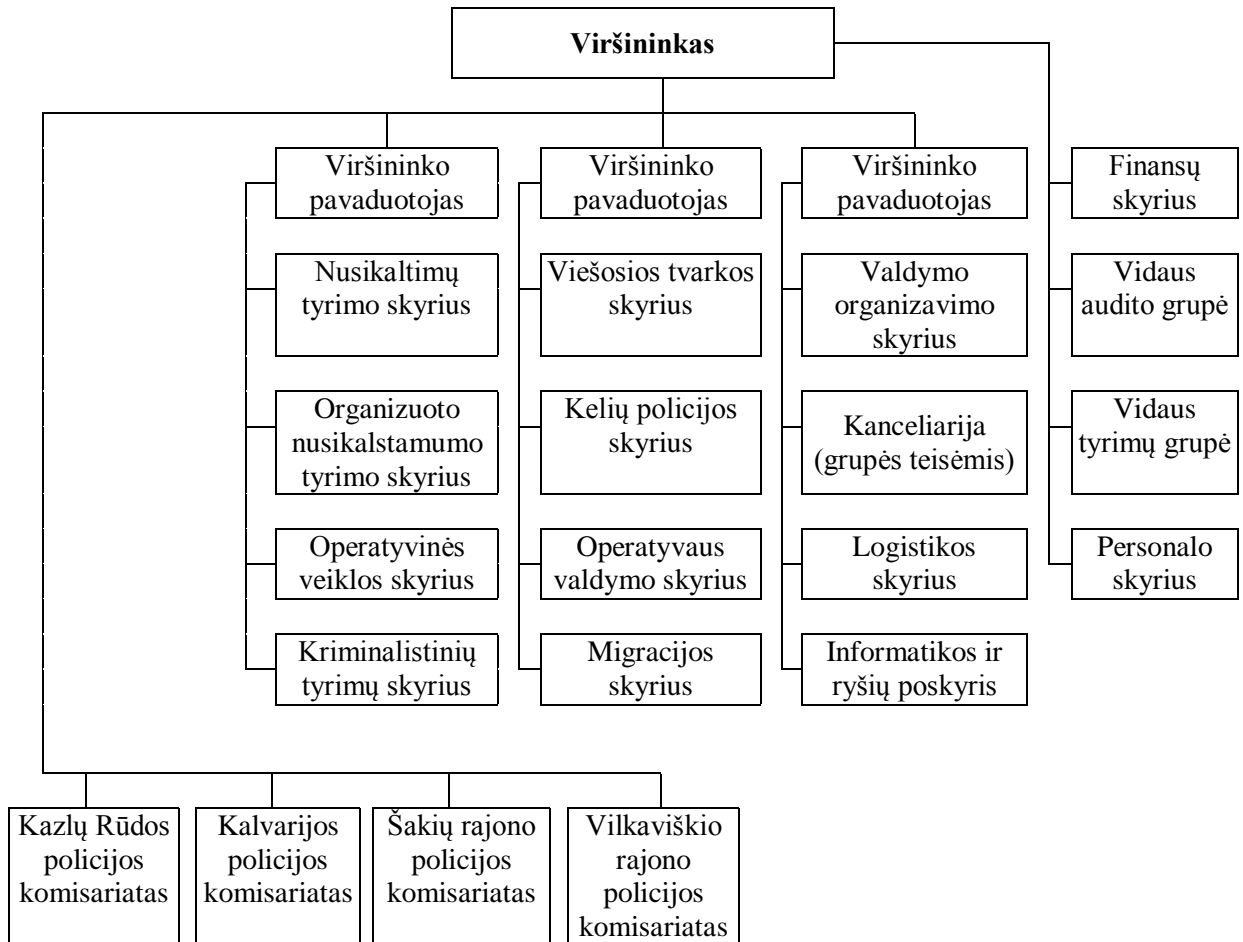 Viršininkas
Viršininko
pavaduotojas
Viršininko
pavaduotojas
Viršininko
pavaduotojas
Finansų
skyrius
Nusikaltimų
tyrimo skyrius
Viešosios tvarkos
skyrius
Valdymo
organizavimo
skyrius
Vidaus
audito grupė
Organizuoto
nusikalstamumo
tyrimo skyrius
Kelių policijos
skyrius
Kanceliarija
(grupės teisėmis)
Vidaus
tyrimų grupė
Operatyvinės
veiklos skyrius
Operatyvaus
valdymo skyrius
Logistikos
skyrius
Personalo
skyrius
Kriminalistinių
tyrimų skyrius
Migracijos
skyrius
Informatikos ir
ryšių poskyris
Kazlų Rūdos
policijos
komisariatas
Kalvarijos
policijos
komisariatas
Šakių rajono
policijos
komisariatas
Vilkaviškio
rajono
policijos
komisariatas